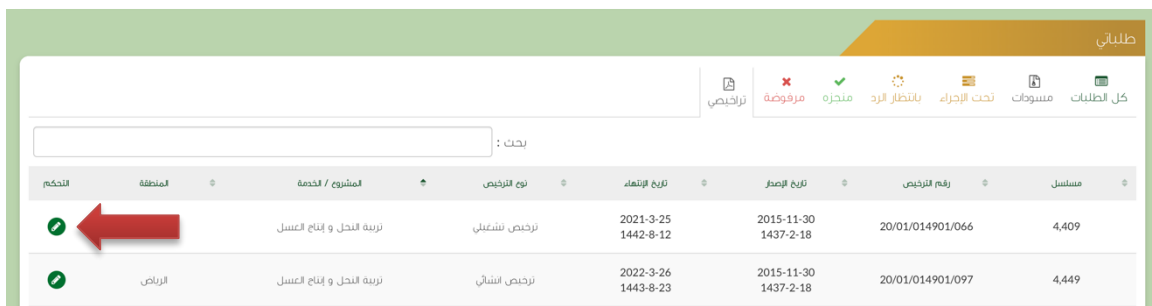 طلباتي
كل الطلبات مسودات تحت الإجراء بانتظار الرد منجزه مرفوضة تراخيصي
بحث :
مسلسل رقم الترخيص تاريخ الإصدار تاريخ الإنتهاء نوع الترخيص المشروع / الخدمة المنطقة التحكم
4,409 20/01/014901/066 2015-11-30 2021-3-25 ترخيص تشغيلي تربية النحل و إنتاج العسل
1437-2-18 1442-8-12
4,449 20/01/014901/097 2015-11-30 2022-3-26 ترخيص انشائي تربية النحل و إنتاج العسل الرياض
1437-2-18 1443-8-23